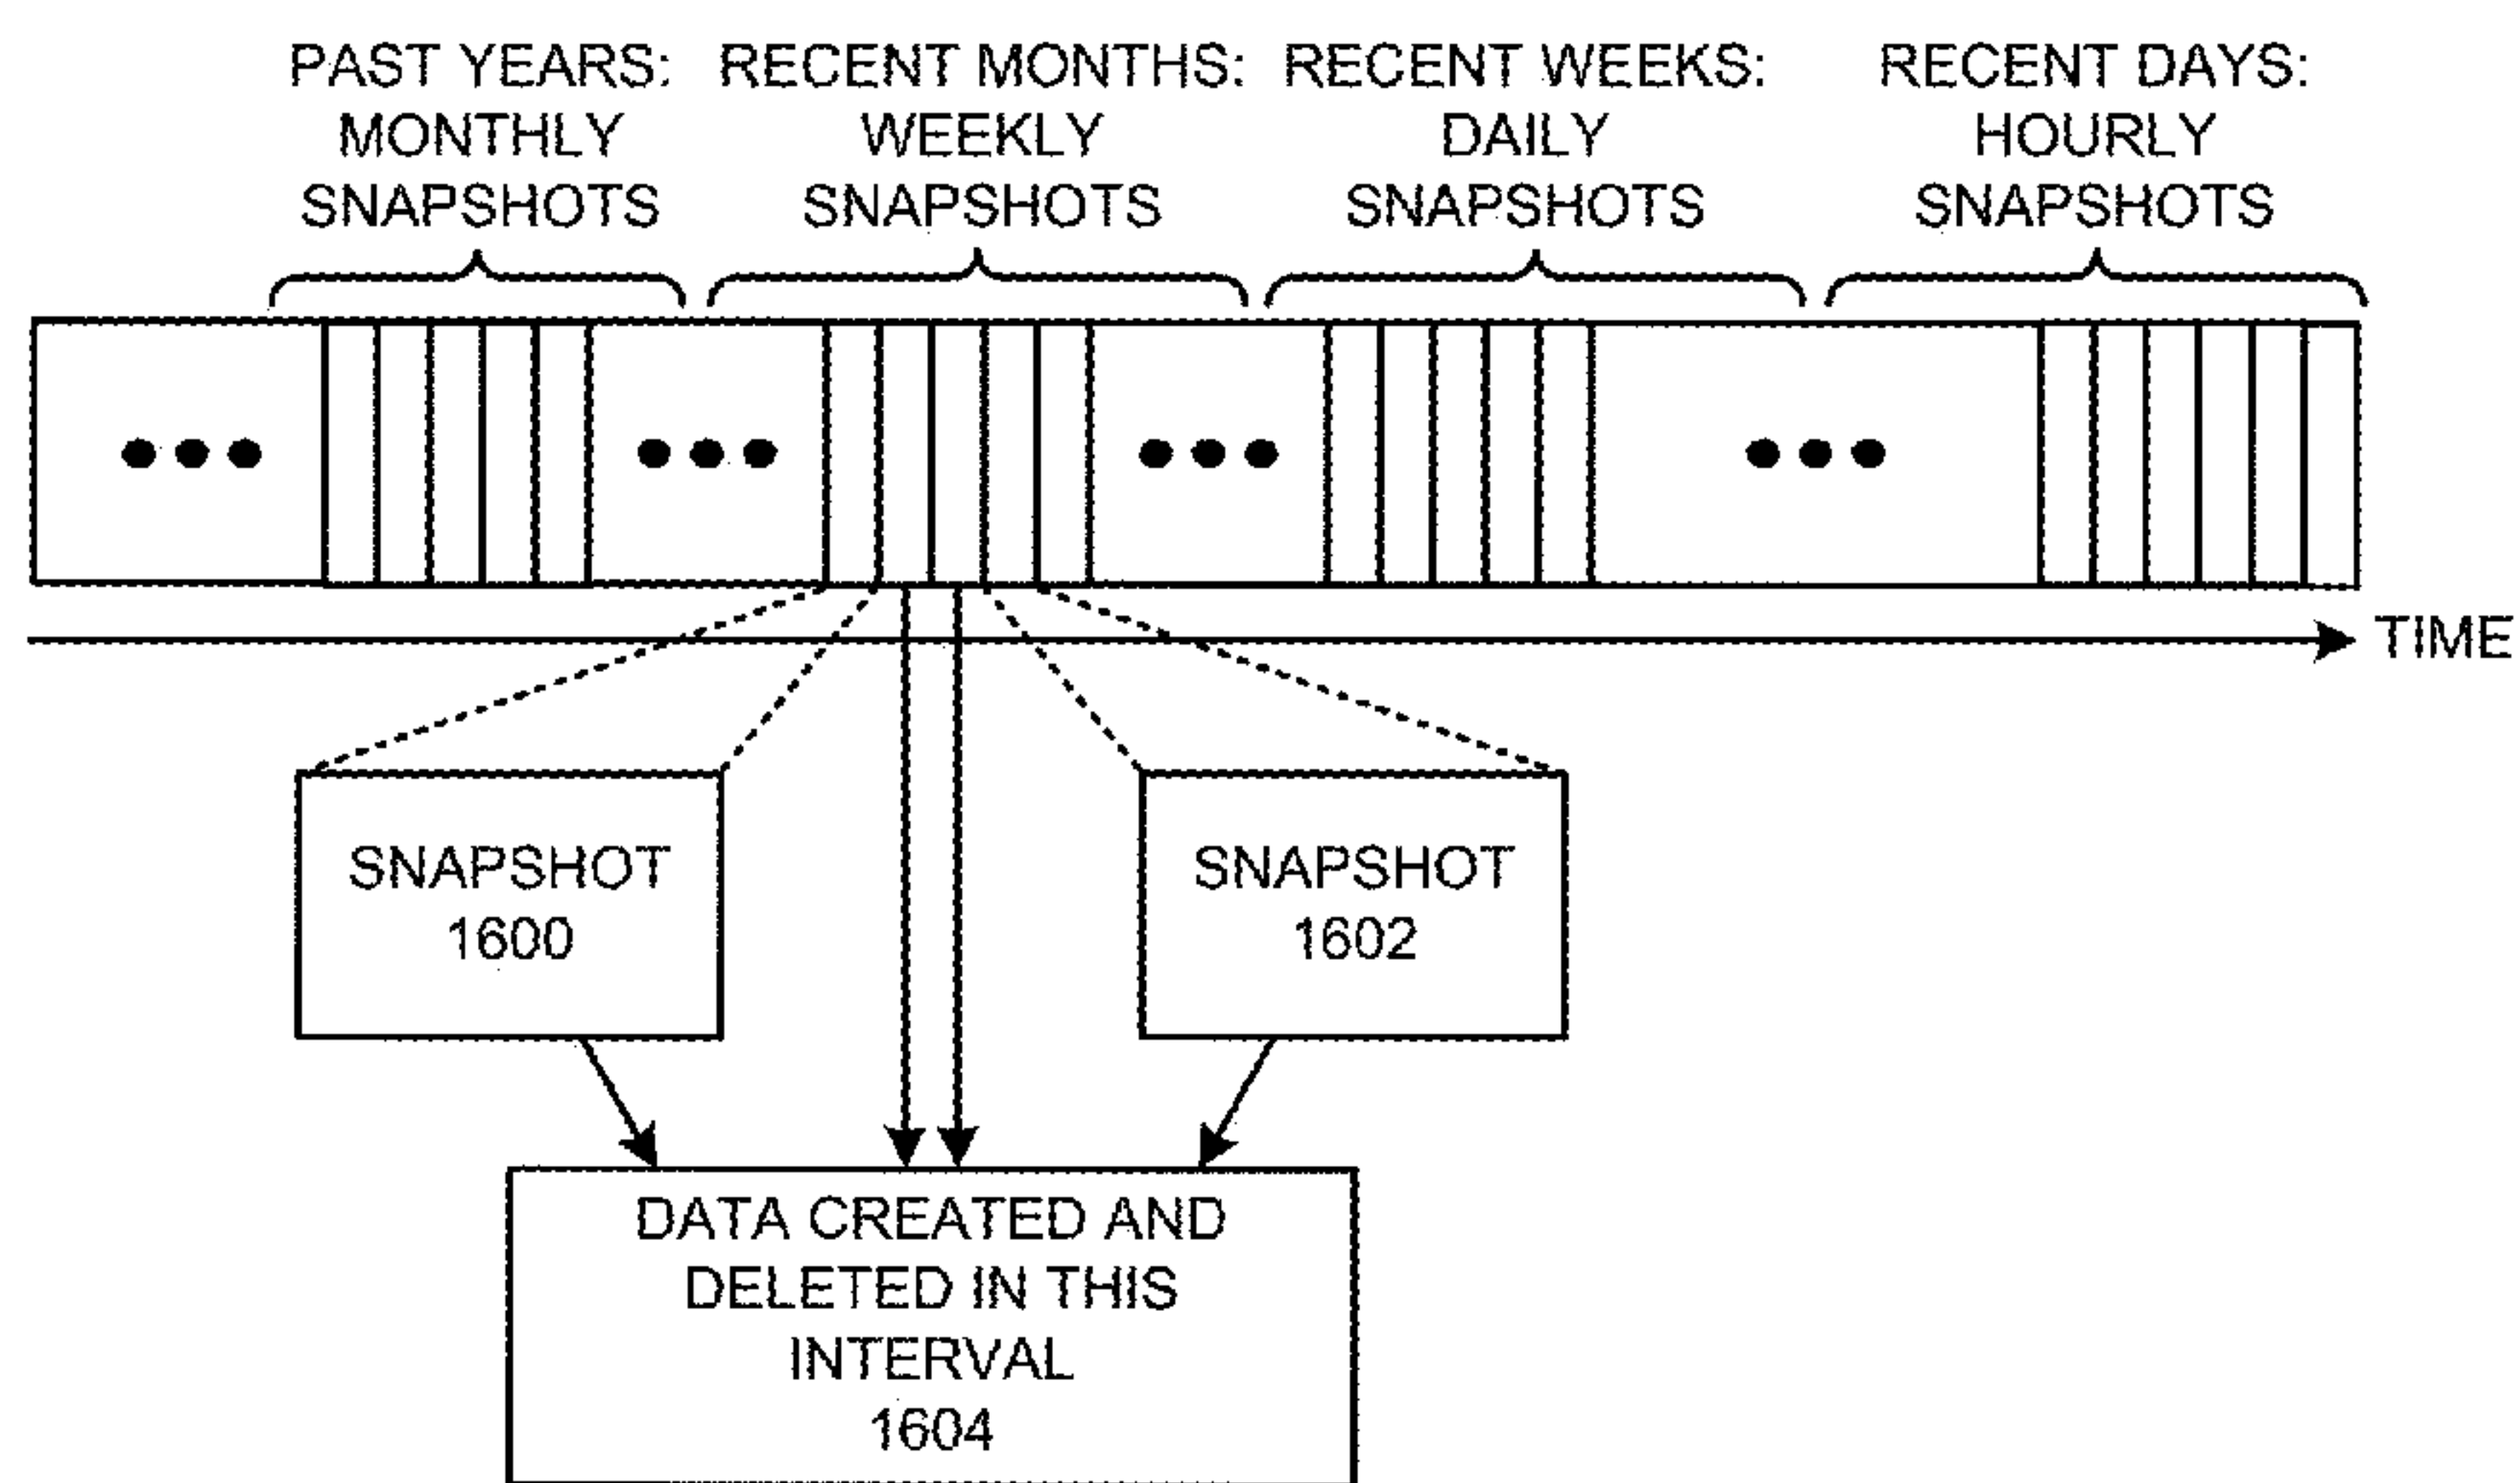 PAST YEARS:
MONTHLY
SNAPSHOTS
RECENT MONTHS:
WEEKLY
SNAPSHOTS
RECENT WEEKS:
DAILY
SNAPSHOTS
RECENT DAYS:
HOURLY
SNAPSHOTS
TIME
SNAPSHOT
1600
SNAPSHOT
1602
DATA CREATED AND
DELETED IN THIS
INTERVAL
1604